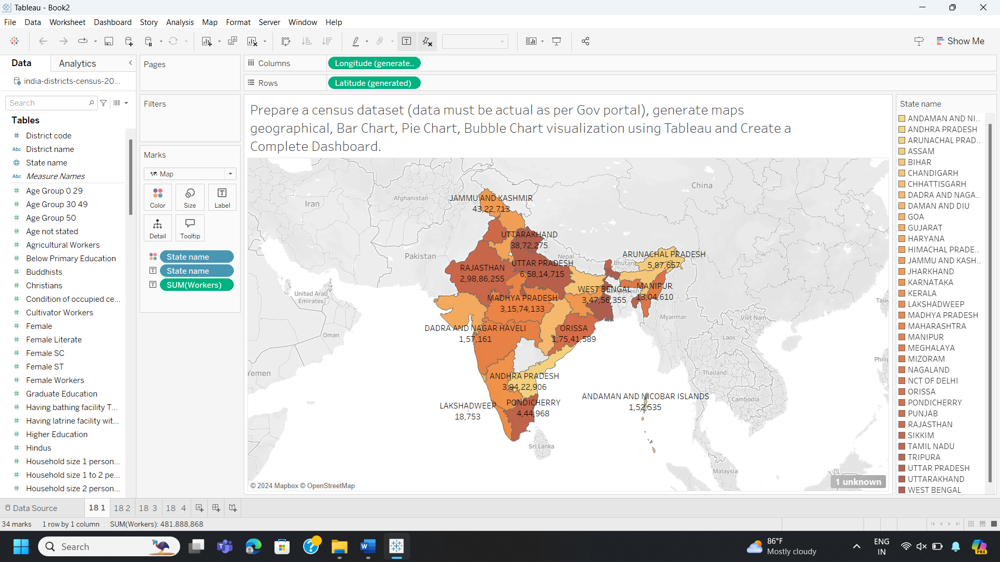 Tableau - Book2
File Data Worksheet Dashboard Story Analysis Map Format Server Window Help
Show Me
Data Analytics
india-districts-census-20...
Search
Tables
District code
Abc District name
State name
Abc Measure Names
Age Group 0 29
Age Group 30 49
Age Group 50
Age not stated
Agricultural Workers
Below Primary Education
Buddhists
Christians
Condition of occupied ce...
Cultivator Workers
Female
Female Literate
Female SC
Female ST
Female Workers
Graduate Education
Having bathing facility T...
Having latrine facility wit...
Higher Education
Hindus
Household size 1 person...
Household size 1 to 2 pe...
Household size 2 person...
Pages
Filters
Marks
Map
Color Size Label
Detail Tooltip
State name
State name
SUM(Workers)
Columns Longitude (generate..
Rows Latitude (generated)
Prepare a census dataset (data must be actual as per Gov portal), generate maps
geographical, Bar Chart, Pie Chart, Bubble Chart visualization using Tableau and Create a
Complete Dashboard.
China
Iran
Afghanistan
JAMMU AND KASHMIR
43,22,713
UTTARAKHAND
38,72,275
Pakistan
Nepal
ARUNACHAL PRADESH
5,87,657
Bhutan
RAJASTHAN
2,98,86,255
UTTAR PRADESH
6,58,14,715
United Arab
Emirates
WEST BENGAL
3,47,56,355
MANIPUR
13,04,610
MADHYA PRADESH
3,15,74,133
Myanmar
Viet Nam
Taiw
DADRA AND NAGAR HAVELI
1,57,161
ORISSA
1,75,41,589
Oman
Laos
Yemen
Philip
Thailand
ANDHRA PRADESH
3,94,22,906
LAKSHADWEEP
18,753
PONDICHERRY
4,44,968
ANDAMAN AND NICOBAR ISLANDS
1,52,535
Cambodia
Sri Lanka
Malaysia
© 2024 Mapbox © OpenStreetMap
1 unknown
State name
ANDAMAN AND NI..
ANDHRA PRADESH
ARUNACHAL PRAD..
ASSAM
BIHAR
CHANDIGARH
CHHATTISGARH
DADRA AND NAGA..
DAMAN AND DIU
GOA
GUJARAT
HARYANA
HIMACHAL PRADE..
JAMMU AND KASH..
JHARKHAND
KARNATAKA
KERALA
LAKSHADWEEP
MADHYA PRADESH
MAHARASHTRA
MANIPUR
MEGHALAYA
MIZORAM
NAGALAND
NCT OF DELHI
ORISSA
PONDICHERRY
PUNJAB
RAJASTHAN
SIKKIM
TAMIL NADU
TRIPURA
UTTAR PRADESH
UTTARAKHAND
WEST BENGAL
Data Source 18 1 18 2 18 3 18 4
34 marks 1 row by 1 column SUM(Workers): 481,888,868
Search
86°F
Mostly cloudy
ENG
IN
PRE